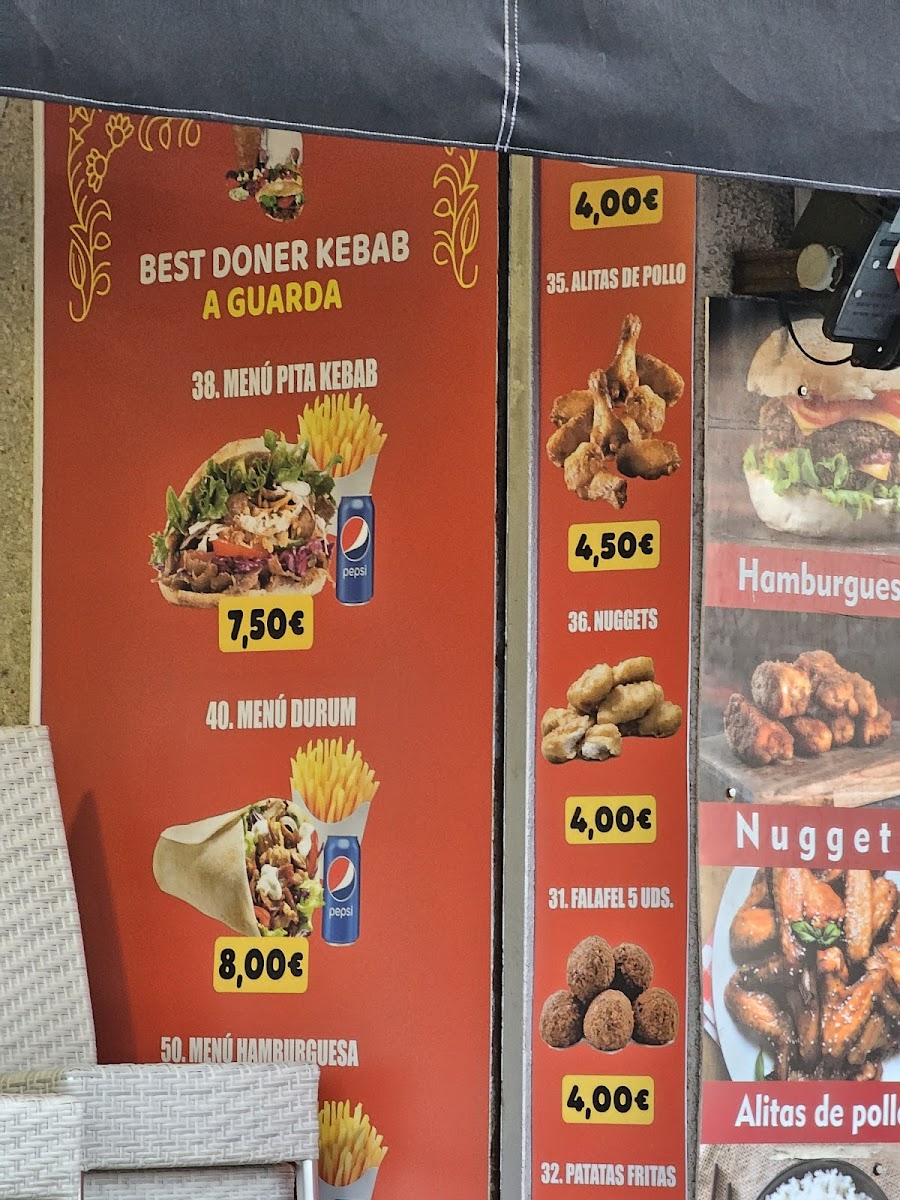 BEST DONER KEBAB
A GUARDA
38. MENÚ PITA KEBAB
pepsi
7,50€
40. MENÚ DURUM
pepsi
8,00€
50. MENÚ HAMBURGUESA
4,00€
35. ALITAS DE POLLO
4,50€
36. NUGGETS
4,00€
31. FALAFEL 5 UDS.
4,00€
32. PATATAS FRITAS
Hamburgues
Nugget
Alitas de poll